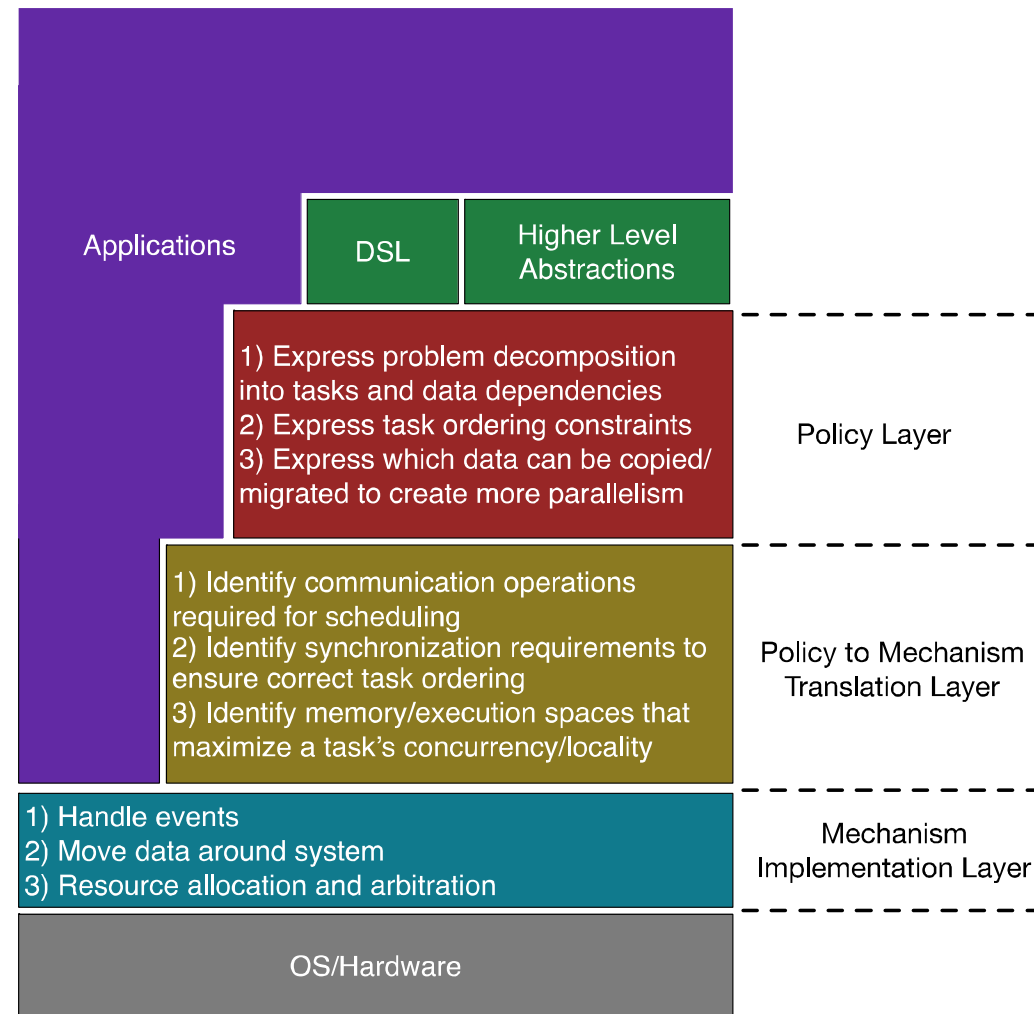 Applications
DSL
Higher Level
Abstractions
1) Express problem decomposition
into tasks and data dependencies
2) Express task ordering constraints
3) Express which data can be copied/
migrated to create more parallelism
Policy Layer
1) Identify communication operations
required for scheduling
2) Identify synchronization requirements to
ensure correct task ordering
3) Identify memory/execution spaces that
maximize a task's concurrency/locality
Policy to Mechanism
Translation Layer
1) Handle events
2) Move data around system
3) Resource allocation and arbitration
Mechanism
Implementation Layer
OS/Hardware